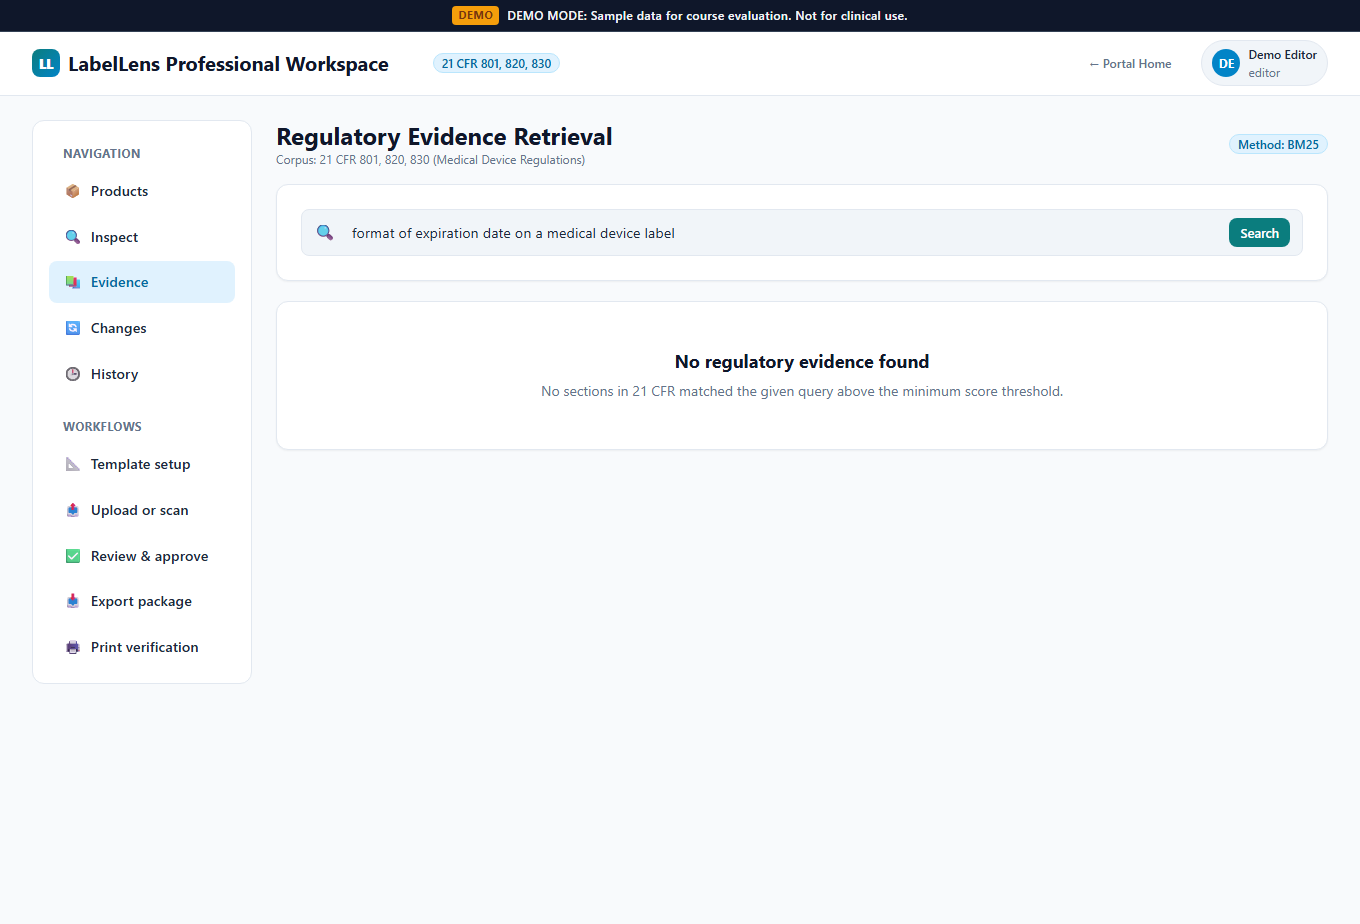 DEMO DEMO MODE: Sample data for course evaluation. Not for clinical use.
LL LabelLens Professional Workspace 21 CFR 801, 820, 830 ← Portal Home DE Demo Editor
editor
NAVIGATION
Products
Inspect
Evidence
Changes
History
WORKFLOWS
Template setup
Upload or scan
Review & approve
Export package
Print verification
Regulatory Evidence Retrieval
Corpus: 21 CFR 801, 820, 830 (Medical Device Regulations)
Method: BM25
format of expiration date on a medical device label Search
No regulatory evidence found
No sections in 21 CFR matched the given query above the minimum score threshold.